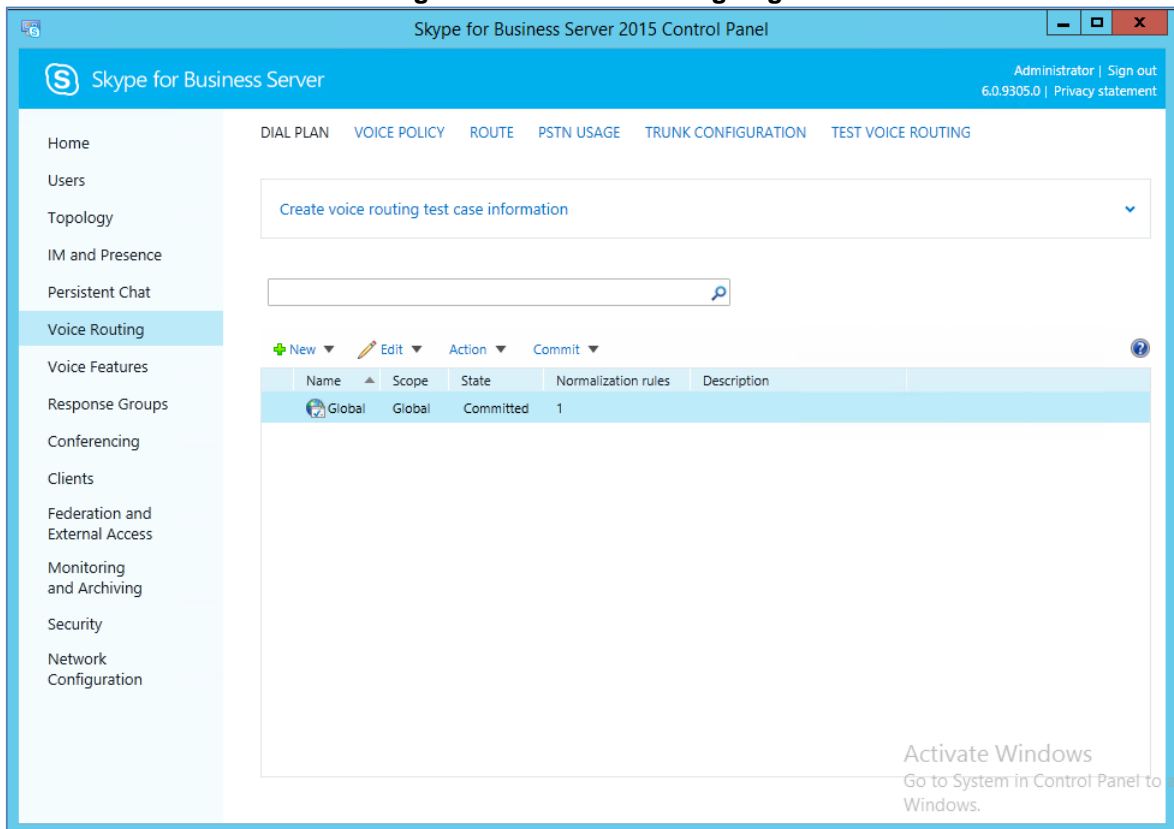 Skype for Business Server 2015 Control Panel
Skype for Business Server
Administrator | Sign out
6.0.9305.0 | Privacy statement
DIAL PLAN VOICE POLICY ROUTE PSTN USAGE TRUNK CONFIGURATION TEST VOICE ROUTING
Home
Users
Topology
IM and Presence
Persistent Chat
Voice Routing
Voice Features
Response Groups
Conferencing
Clients
Federation and
External Access
Monitoring
and Archiving
Security
Network
Configuration
Create voice routing test case information
New Edit Action Commit
Name Scope State Normalization rules Description
Global Global Committed 1
Activate Windows
Go to System in Control Panel to a
Windows.